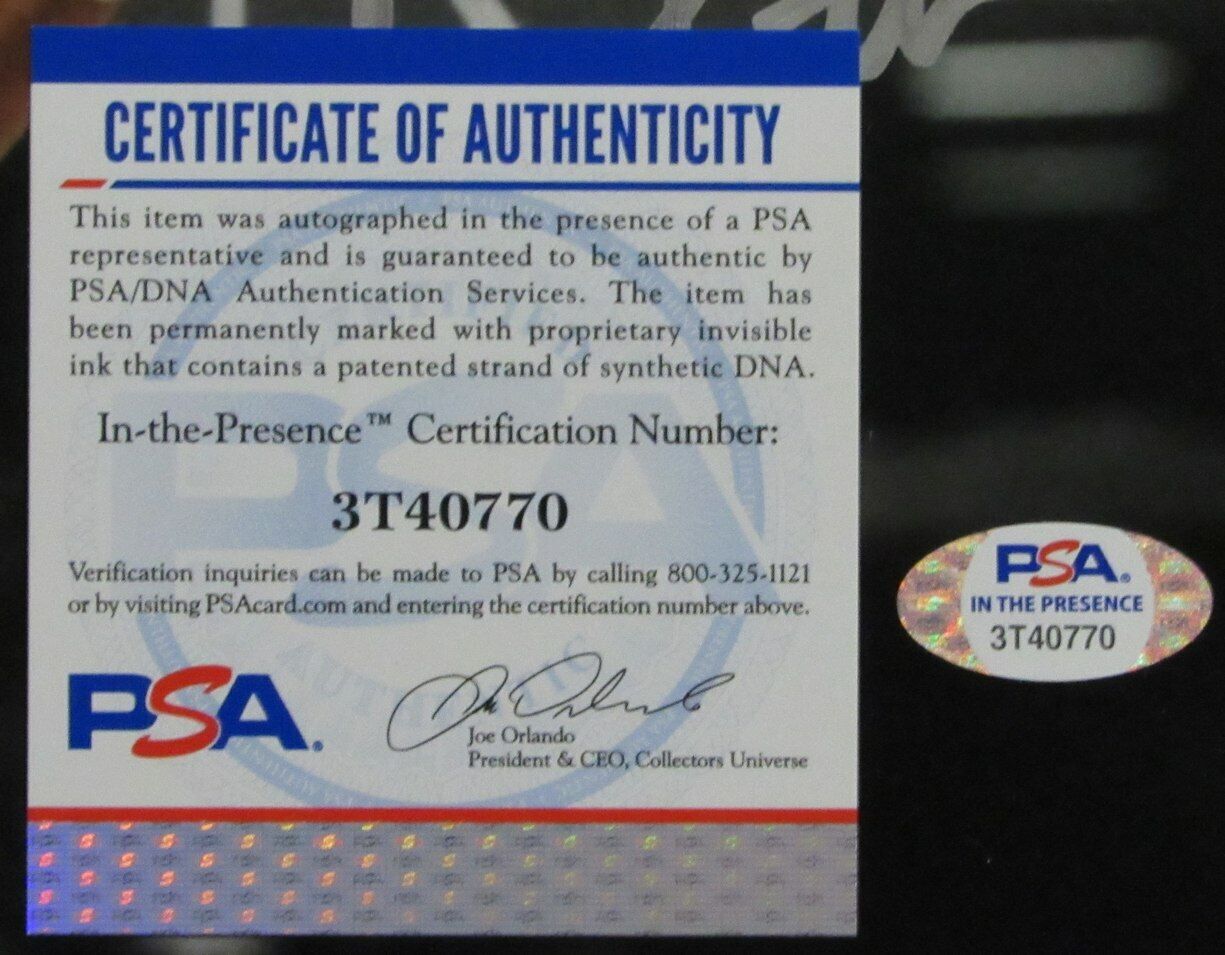 CERTIFICATE OF AUTHENTICITY
This item was autographed in the presence of a PSA
representative and is guaranteed to be authentic by
PSA/DNA Authentication Services. The item has
been permanently marked with proprietary invisible
ink that contains a patented strand of synthetic DNA.
In-the-Presence™ Certification Number:
3T40770
Verification inquiries can be made to PSA by calling 800-325-1121
or by visiting PSAcard.com and entering the certification number above.
PSA®
Joe Orlando
President & CEO, Collectors Universe
PSA®
IN THE PRESENCE
3T40770